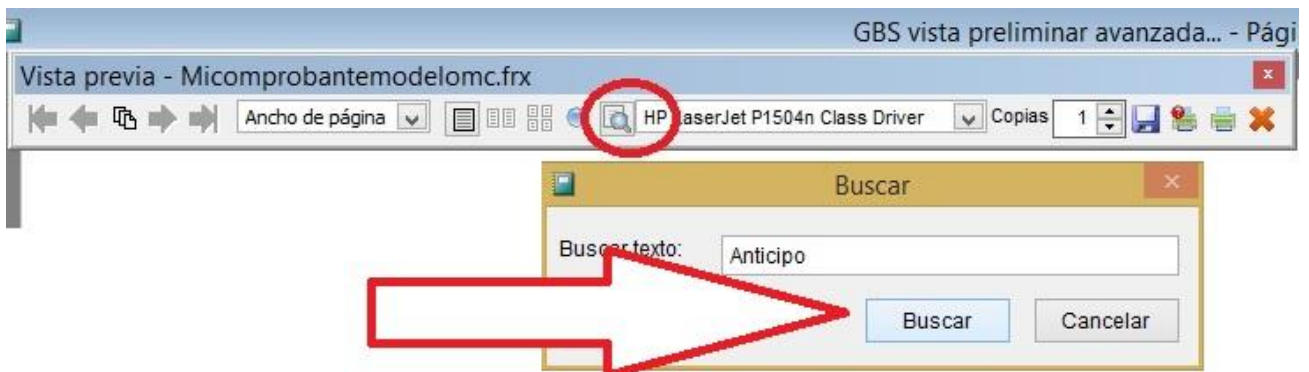 GBS vista preliminar avanzada... - Pági
Vista previa - Micomprobantemodelomc.frx
Ancho de página HP LaserJet P1504n Class Driver Copias 1
Buscar
Buscar texto: Anticipo
Buscar Cancelar